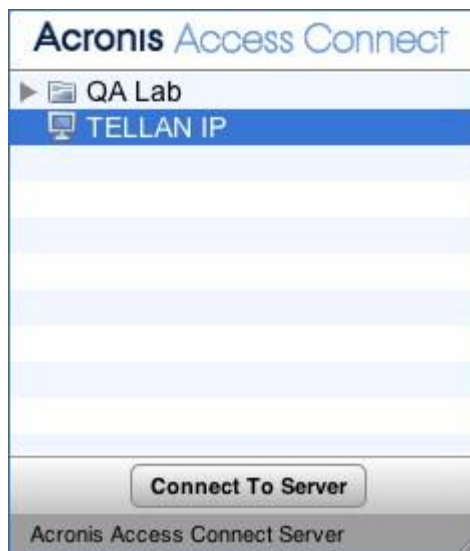 Acronis Access Connect
QA Lab
TELLAN IP
Connect To Server
Acronis Access Connect Server